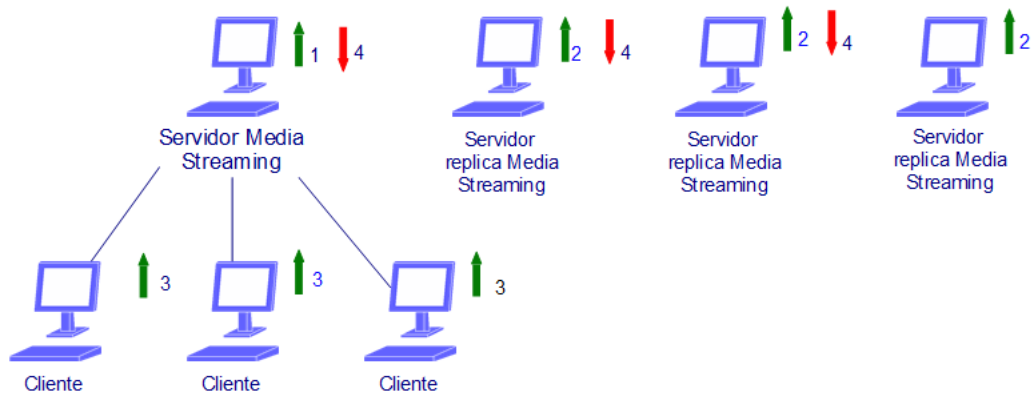 1 4
2 4
2 4
2
Servidor Media
Streaming
Servidor
replica Media
Streaming
Servidor
replica Media
Streaming
Servidor
replica Media
Streaming
3
3
3
Cliente
Cliente
Cliente